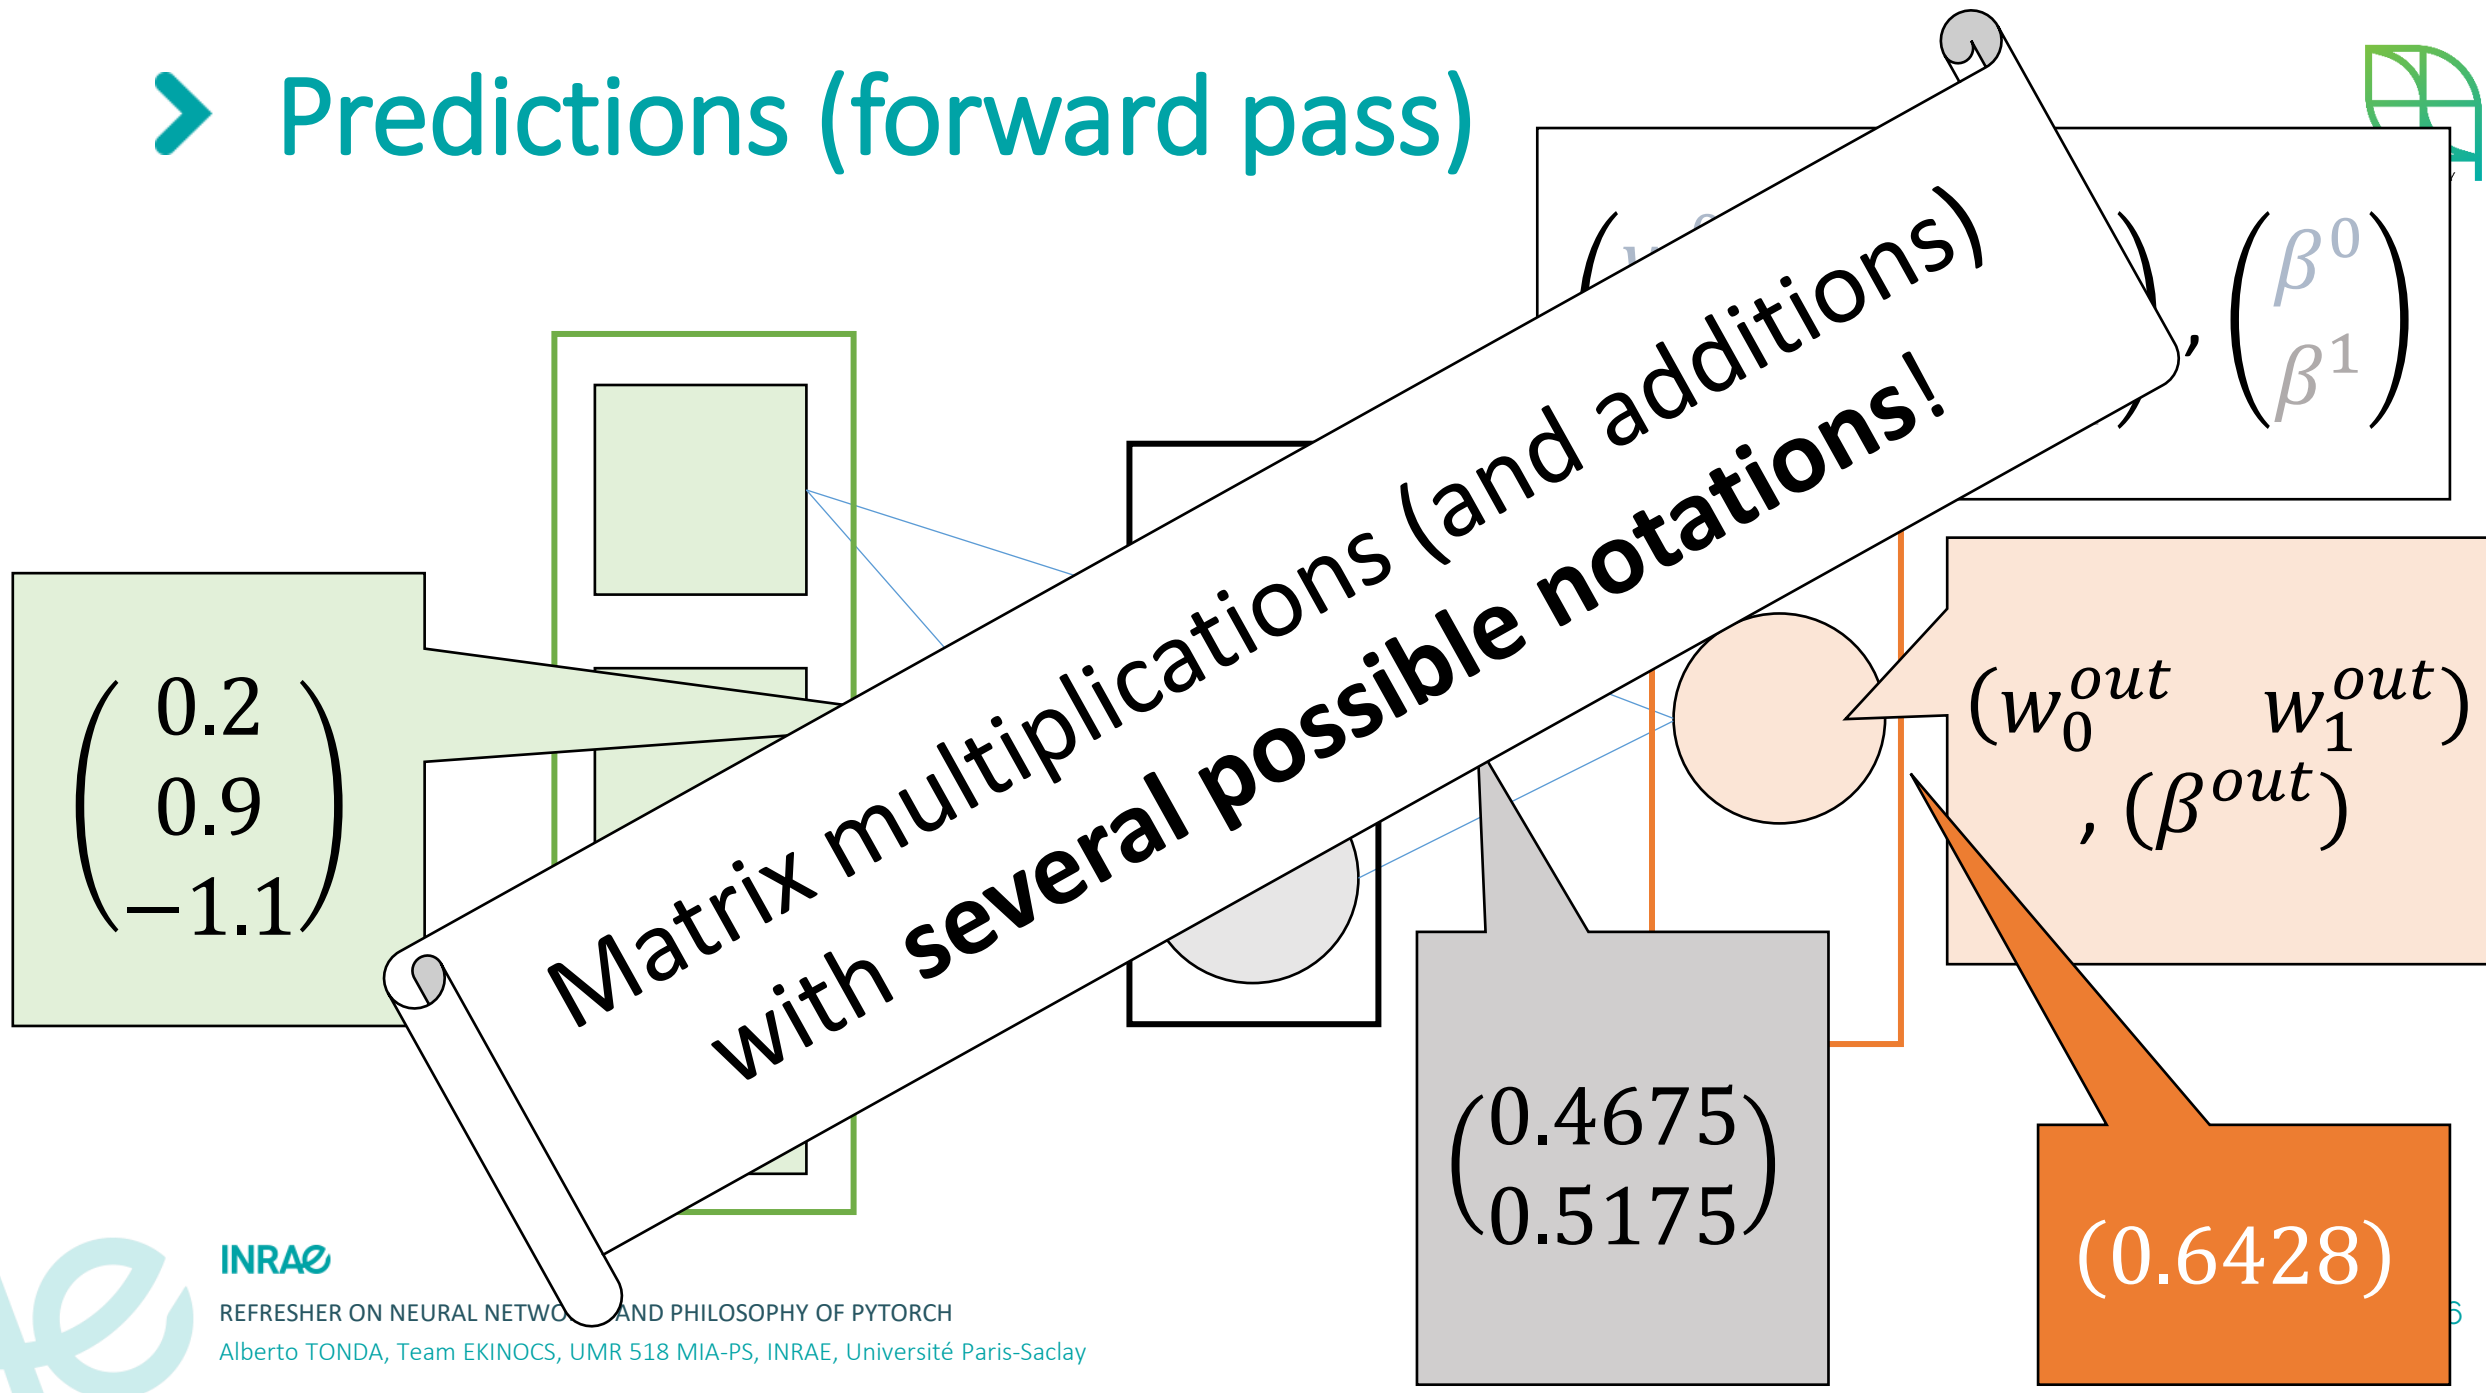 Predictions (forward pass)
, (β⁰
β¹)
Matrix multiplications (and additions)
with several possible notations!
(0.2
0.9
−1.1)
(w₀ᵒᵘᵗ w₁ᵒᵘᵗ)
, (βᵒᵘᵗ)
(0.4675
0.5175)
(0.6428)
INRAE
REFRESHER ON NEURAL AND PHILOSOPHY OF PYTORCH
Alberto TONDA, Team EKINOCS, UMR 518 MIA-PS, INRAE, Université Paris-Saclay